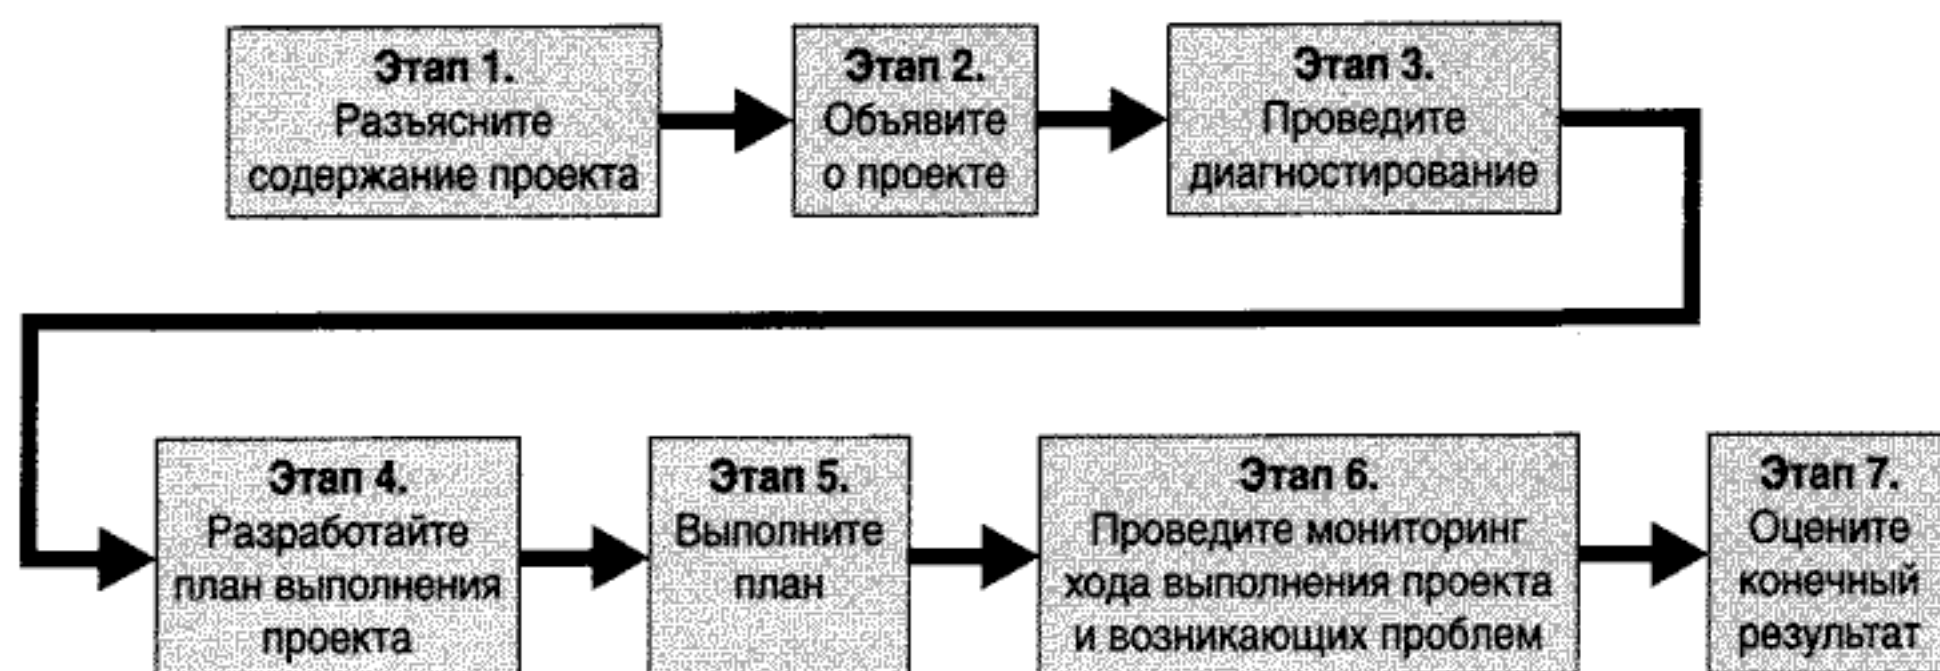 Этап 1.
Разъясните
содержание проекта
Этап 2.
Объявите
о проекте
Этап 3.
Проведите
диагностирование
Этап 4.
Разработайте
план выполнения
проекта
Этап 5.
Выполните
план
Этап 6.
Проведите мониторинг
хода выполнения проекта
и возникающих проблем
Этап 7.
Оцените
конечный
результат